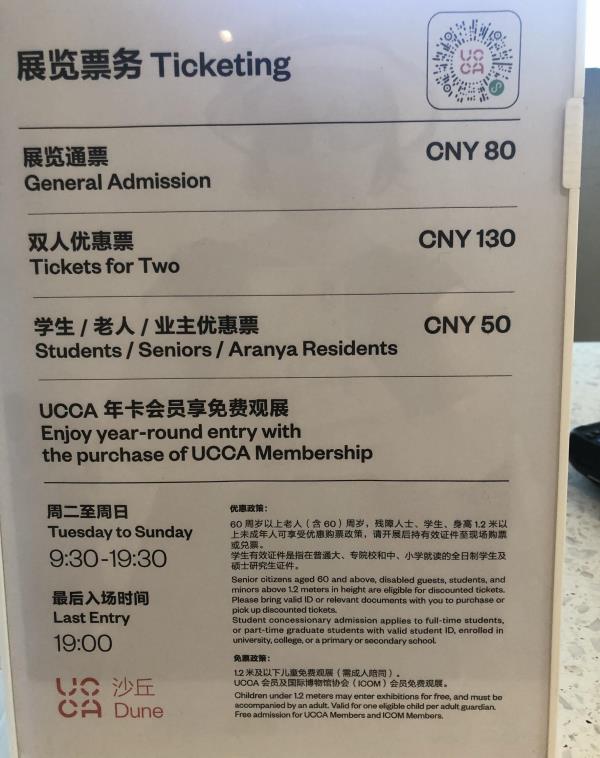 展览票务 Ticketing
UC
CA
展览通票
CNY 80
General Admission
双人优惠票
CNY 130
Tickets for Two
学生 / 老人 / 业主优惠票
CNY 50
Students / Seniors / Aranya Residents
UCCA 年卡会员享免费观展
Enjoy year-round entry with
the purchase of UCCA Membership
周二至周日
Tuesday to Sunday
9:30-19:30
最后入场时间
Last Entry
19:00
UC 沙丘
CA Dune
优惠政策：
60 周岁以上老人（含 60）周岁，残障人士、学生、身高 1.2 米以
上未成年人可享受优惠购票政策，请开展后持有效证件至现场购票
或兑票。
学生有效证件是指在普通大、专院校和中、小学就读的全日制学生及
硕士研究生证件。
Senior citizens aged 60 and above, disabled guests, students, and
minors above 1.2 meters in height are eligible for discounted tickets.
Please bring valid ID or relevant documents with you to purchase or
pick up discounted tickets.
Student concessionary admission applies to full-time students,
or part-time graduate students with valid student ID, enrolled in
university, college, or a primary or secondary school.
免票政策：
1.2 米及以下儿童免费观展（需成人陪同）。
UCCA 会员及国际博物馆协会（ICOM）会员免费观展。
Children under 1.2 meters may enter exhibitions for free, and must be
accompanied by an adult. Valid for one eligible child per adult guardian.
Free admission for UCCA Members and ICOM Members.